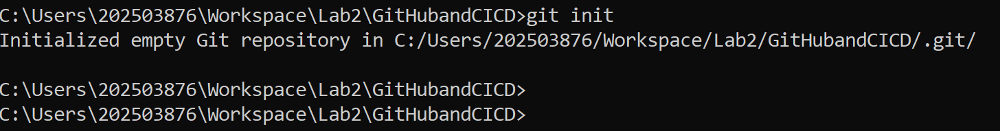 C:\Users\202503876\Workspace\Lab2\GitHubandCICD>git init
Initialized empty Git repository in C:/Users/202503876/Workspace/Lab2/GitHubandCICD/.git/
C:\Users\202503876\Workspace\Lab2\GitHubandCICD>
C:\Users\202503876\Workspace\Lab2\GitHubandCICD>